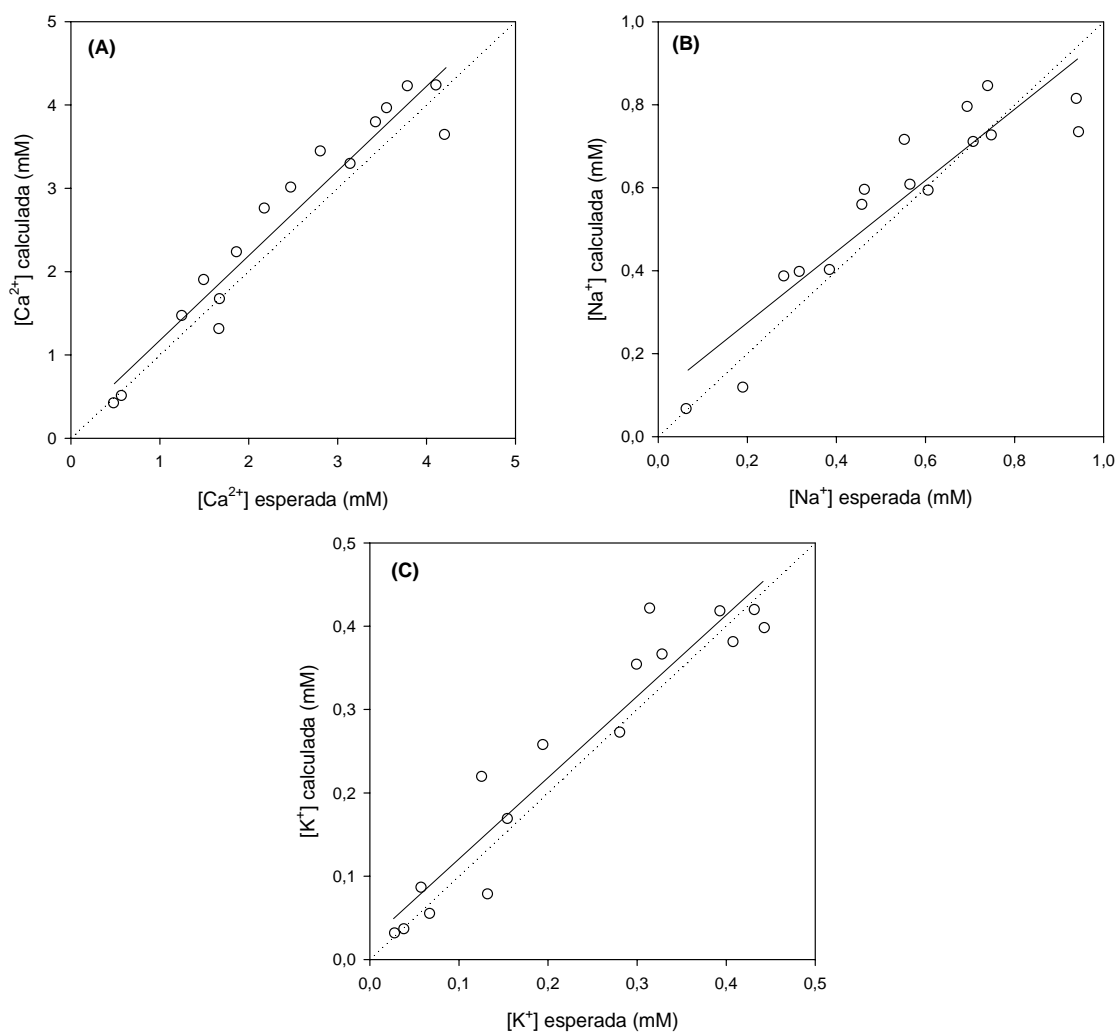 (A)
[Ca²⁺] calculada (mM)
5
4
3
2
1
0
0 1 2 3 4 5
[Ca²⁺] esperada (mM)
(B)
[Na⁺] calculada (mM)
1,0
0,8
0,6
0,4
0,2
0,0
0,0 0,2 0,4 0,6 0,8 1,0
[Na⁺] esperada (mM)
(C)
[K⁺] calculada (mM)
0,5
0,4
0,3
0,2
0,1
0,0
0,0 0,1 0,2 0,3 0,4 0,5
[K⁺] esperada (mM)